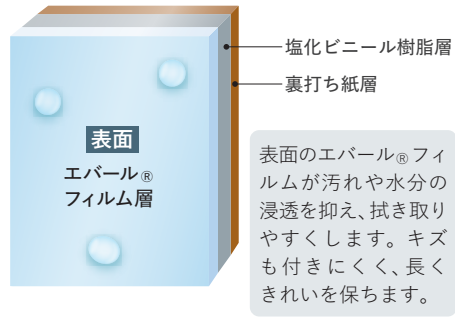 塩化ビニール樹脂層
裏打ち紙層
表面
エバール®
フィルム層
表面のエバール®フィ
ルムが汚れや水分の
浸透を抑え、拭き取り
やすくします。キズ
も付きにくく、長く
きれいを保ちます。